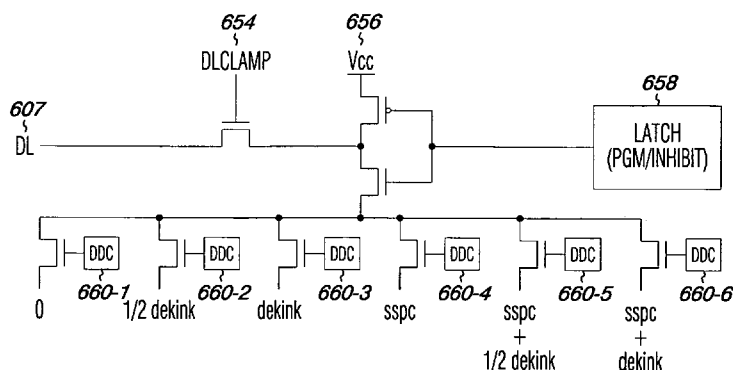 654
DLCLAMP
656
Vcc
607
DL
658
LATCH
(PGM/INHIBIT)
DDC DDC DDC DDC DDC DDC
660-1 660-2 660-3 660-4 660-5 660-6
0 1/2 dekink dekink sspc sspc sspc
+ +
1/2 dekink dekink